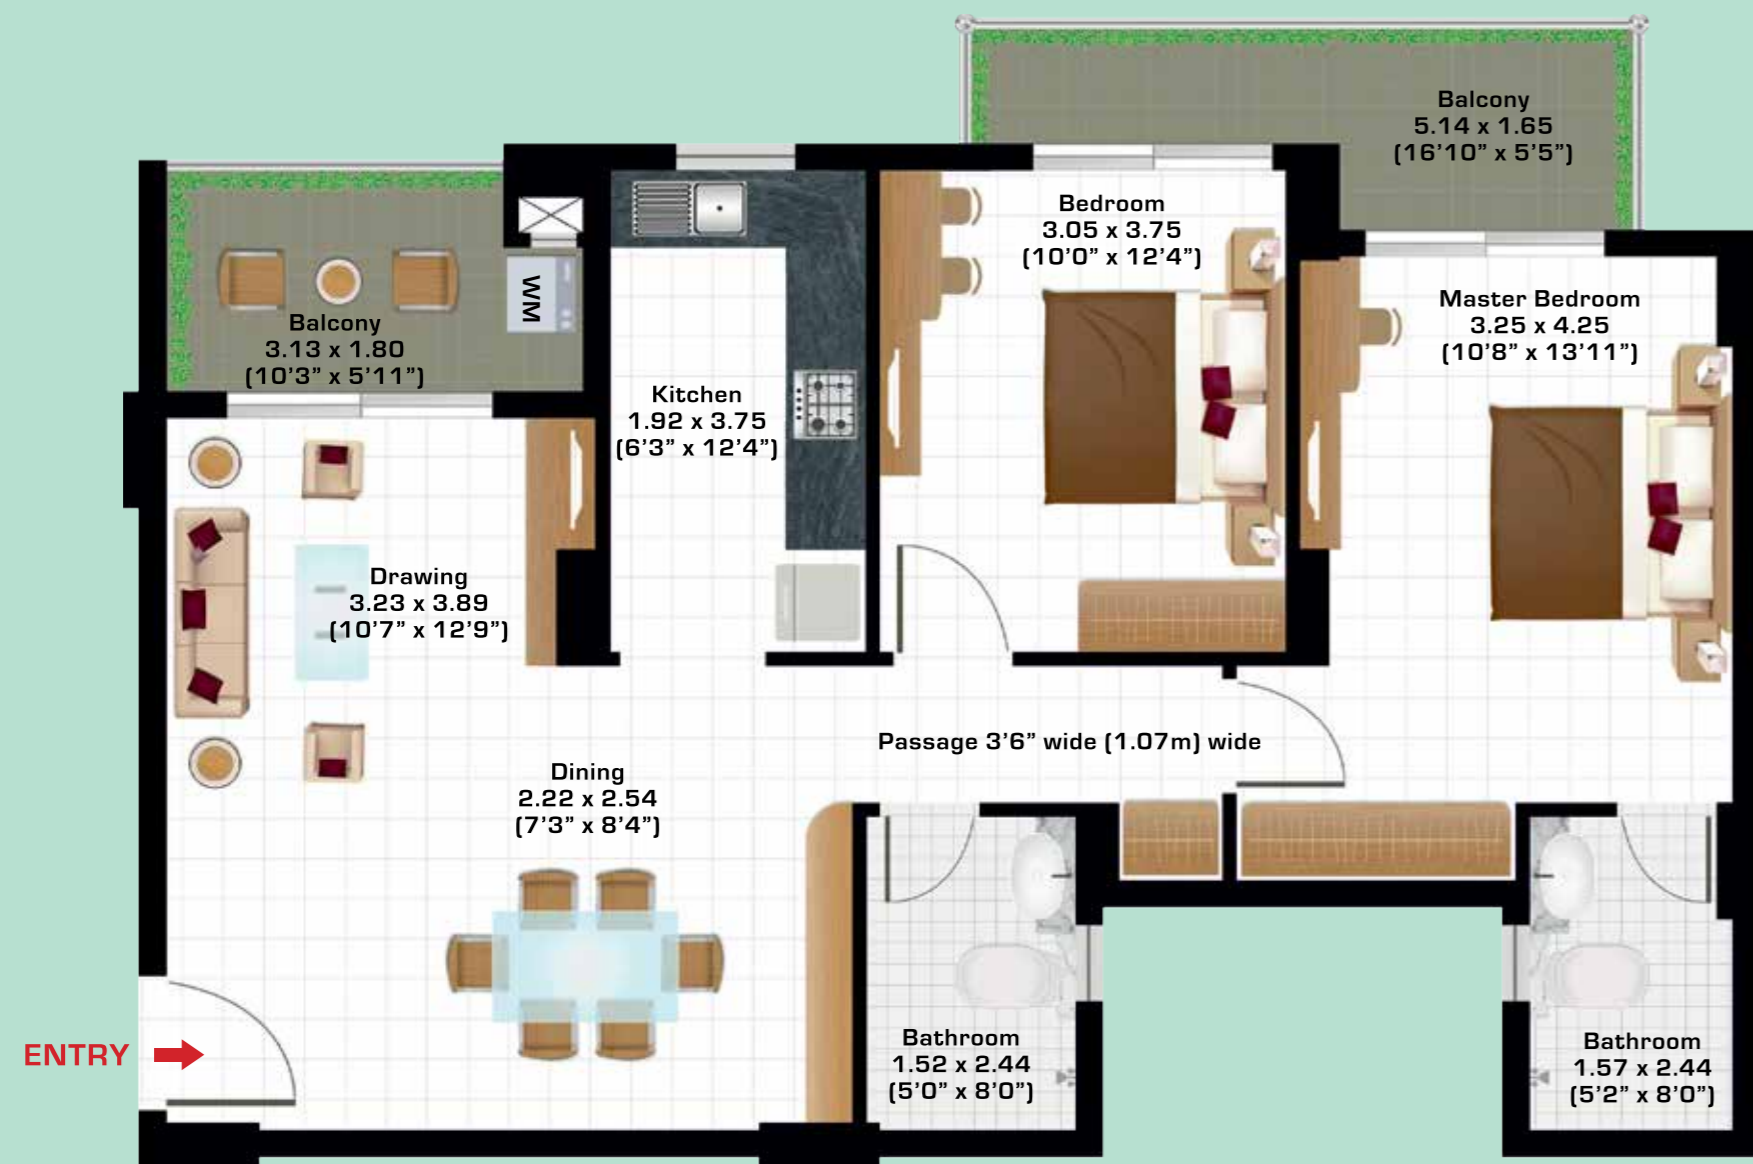 Balcony
5.14 x 1.65
(16’10” x 5’5”)
Bedroom
3.05 x 3.75
(10’0” x 12’4”)
WM
Balcony
3.13 x 1.80
(10’3” x 5’11”)
Master Bedroom
3.25 x 4.25
(10’8” x 13’11”)
Kitchen
1.92 x 3.75
(6’3” x 12’4”)
Drawing
3.23 x 3.89
(10’7” x 12’9”)
Passage 3’6” wide (1.07m) wide
Dining
2.22 x 2.54
(7’3” x 8’4”)
ENTRY
Bathroom
1.52 x 2.44
(5’0” x 8’0”)
Bathroom
1.57 x 2.44
(5’2” x 8’0”)